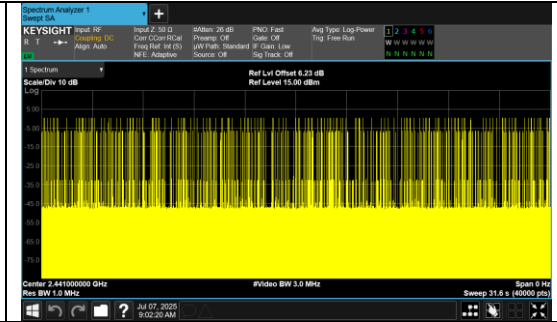 Spectrum Analyzer 1
Swept SA
+
KEYSIGHT Input: RF Input Z: 50 Ω #Atten: 26 dB PNO: Fast Avg Type: Log-Power 1 2 3 4 5 6
R T Coupling: DC Corr CCorr RCal Preamp: Off Gate: Off Trig: Free Run W W W W W W
Align: Auto Freq Ref: Int (S) µW Path: Standard IF Gain: Low N N N N N N
NFE: Adaptive Source: Off Sig Track: Off
1 Spectrum
Ref Lvl Offset 6.23 dB
Scale/Div 10 dB Ref Level 15.00 dBm
Log
5.00
-5.00
-15.0
-25.0
-35.0
-45.0
-55.0
-65.0
-75.0
Center 2.441000000 GHz #Video BW 3.0 MHz Span 0 Hz
Res BW 1.0 MHz Sweep 31.6 s (40000 pts)
? Jul 07, 2025
9:02:20 AM